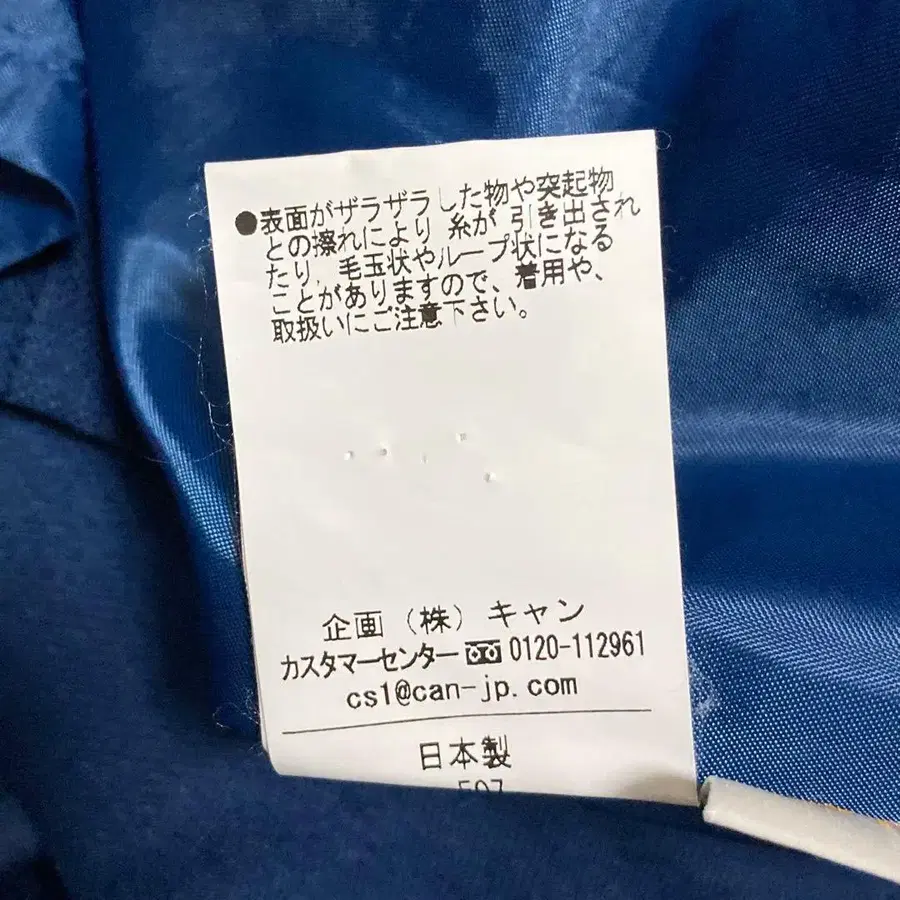 ●表面がザラザラした物や突起物
との擦れにより 糸が 引き出され
たり、毛玉状やループ状になる
ことがありますので、着用や、
取扱いにご注意下さい。
企画（株）キャン
カスタマーセンター 0120-112961
cs1@can-jp.com
日本製